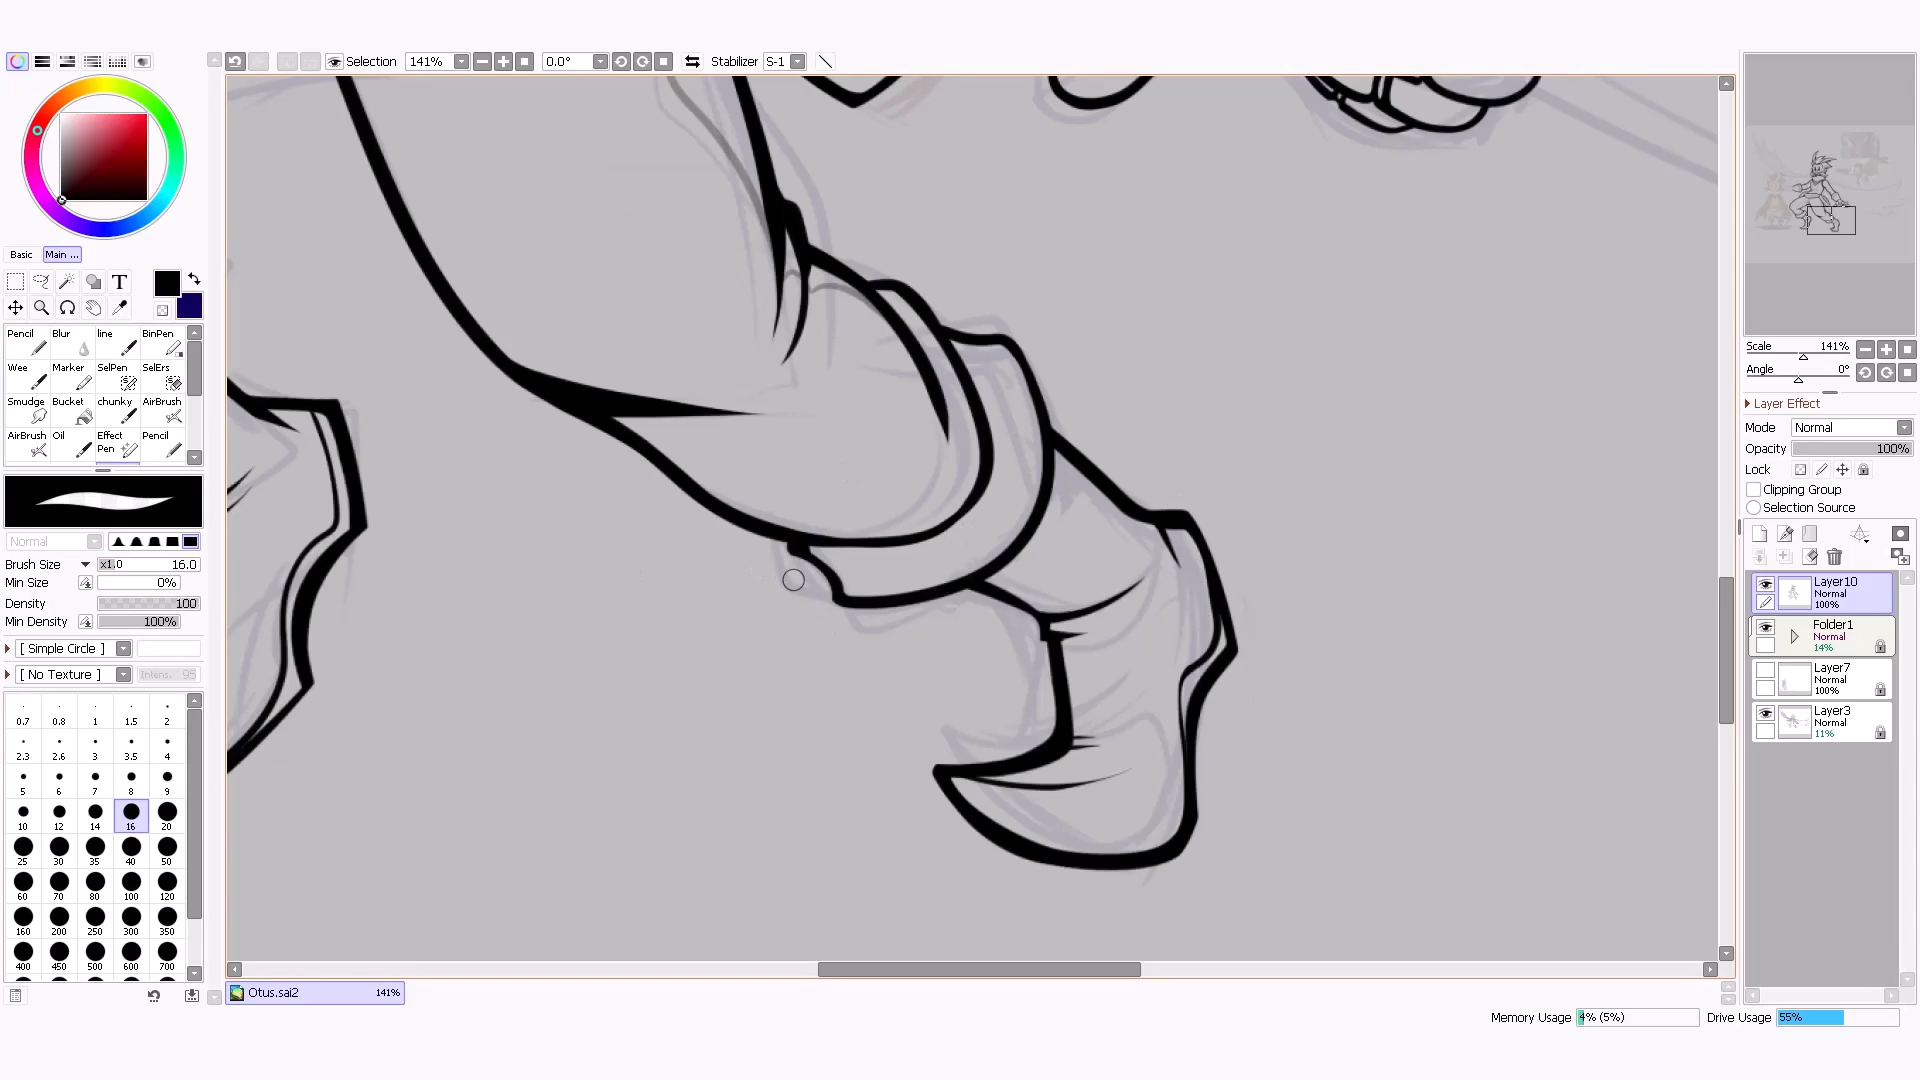 Selection 141% 0.0° Stabilizer S-1
Basic Main ...
T
Pencil Blur line BinPen
Wee Marker SelPen SelErs
Smudge Bucket chunky AirBrush
AirBrush Oil Effect Pen Pencil
Normal
Brush Size x1.0 16.0
Min Size 0%
Density 100
Min Density 100%
[ Simple Circle ]
[ No Texture ] Intens. 95
0.7 0.8 1 1.5 2
2.3 2.6 3 3.5 4
5 6 7 8 9
10 12 14 16 20
25 30 35 40 50
60 70 80 100 120
160 200 250 300 350
400 450 500 600 700
Otus.sai2 141%
Scale 141%
Angle 0°
Layer Effect
Mode Normal
Opacity 100%
Lock
Clipping Group
Selection Source
Layer10
Normal
100%
Folder1
Normal
14%
Layer7
Normal
100%
Layer3
Normal
11%
Memory Usage 4% (5%) Drive Usage 55%